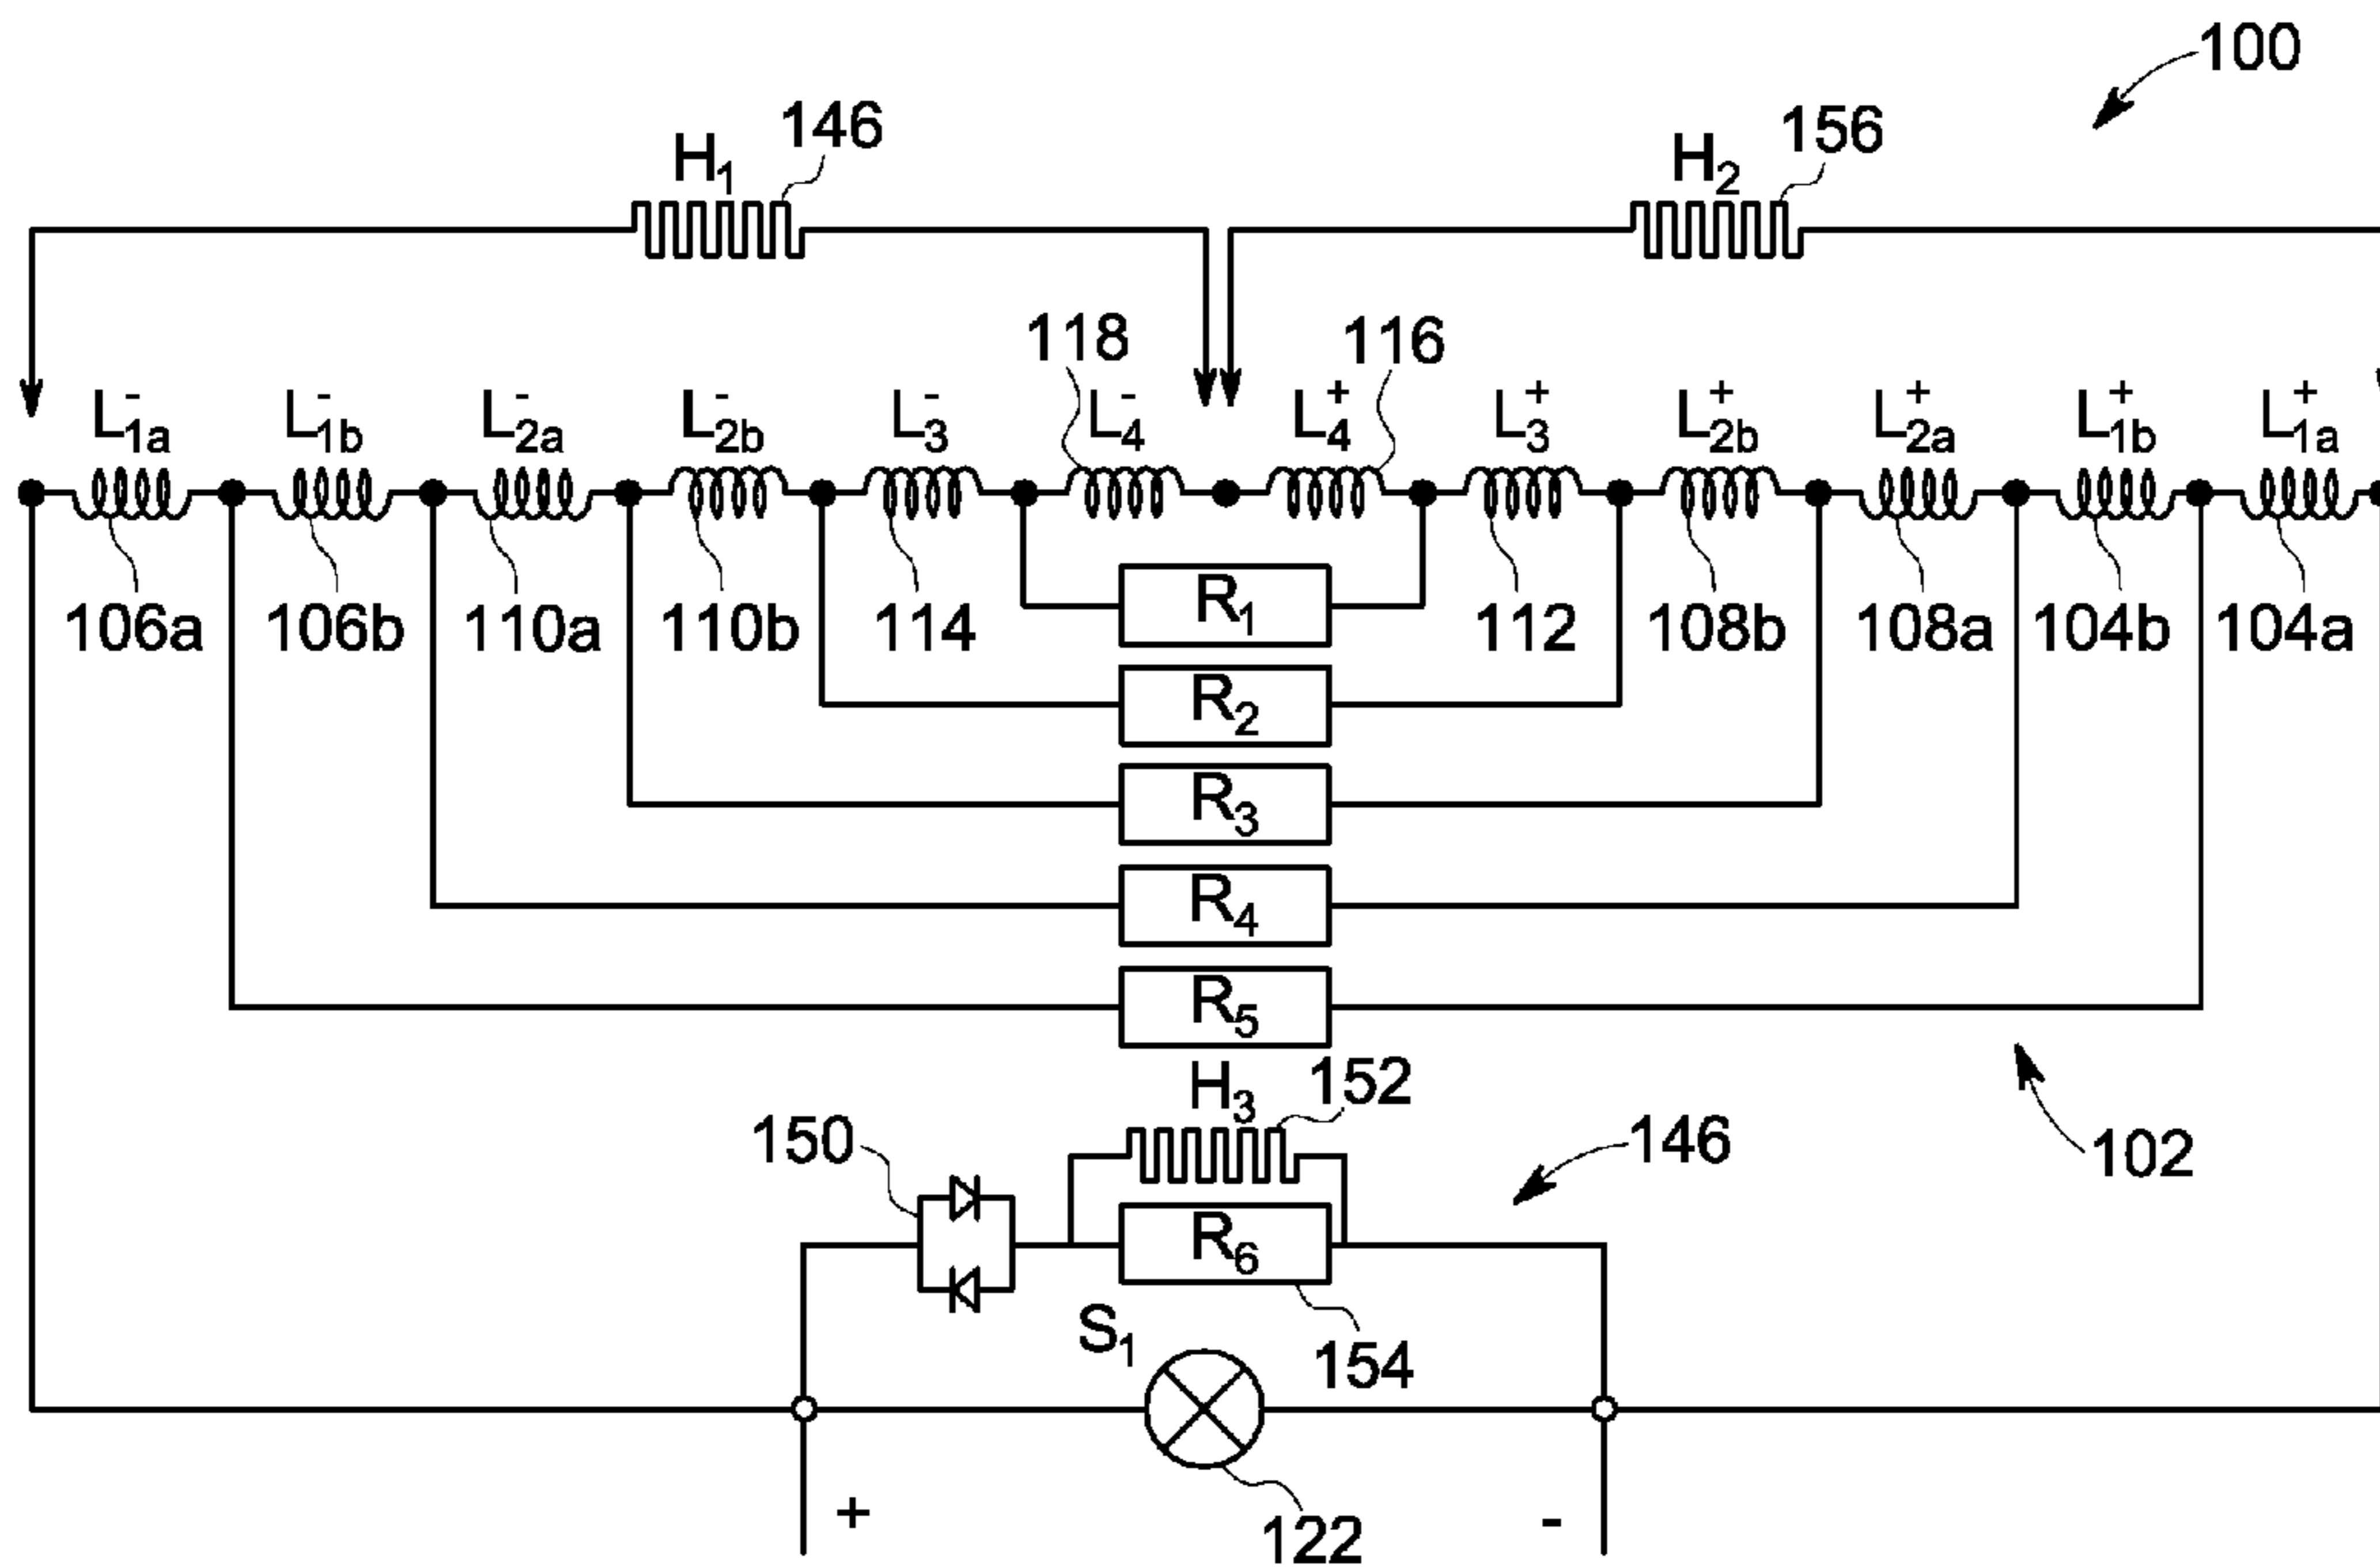 100
146
156
H1
H2
118
116
L1a-
L1b-
L2a-
L2b-
L3-
L4-
L4+
L3+
L2b+
L2a+
L1b+
L1a+
106a
106b
110a
110b
114
R1
112
108b
108a
104b
104a
R2
R3
R4
R5
H3
152
150
146
102
R6
S1
154
+
-
122